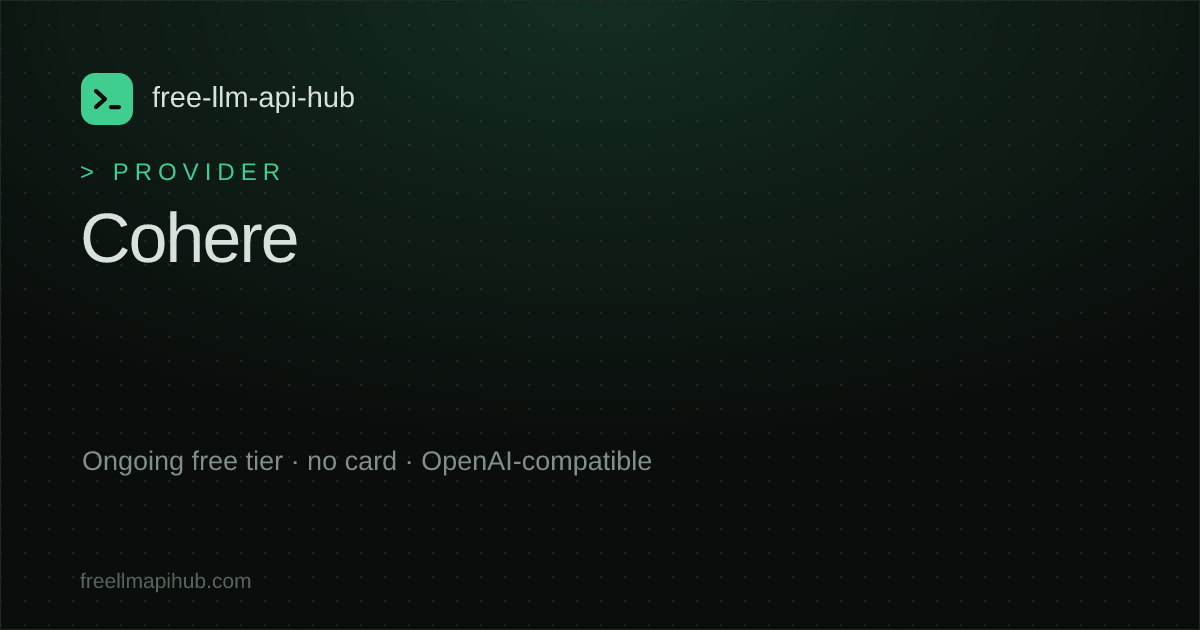 free-llm-api-hub
> PROVIDER
Cohere
Ongoing free tier · no card · OpenAI-compatible
freellmapihub.com